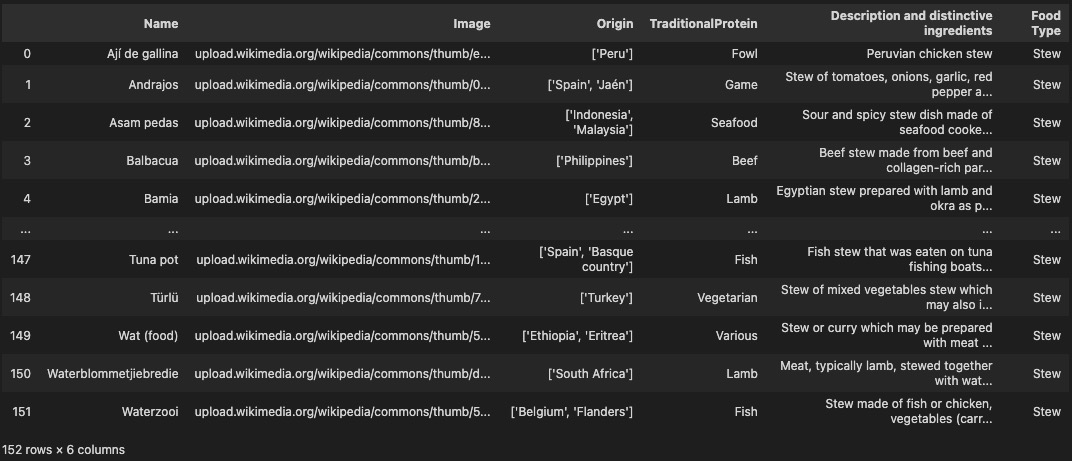 Name Image Origin TraditionalProtein Description and distinctive ingredients Food Type
0 Ají de gallina upload.wikimedia.org/wikipedia/commons/thumb/e... ['Peru'] Fowl Peruvian chicken stew Stew
1 Andrajos upload.wikimedia.org/wikipedia/commons/thumb/0... ['Spain', 'Jaén'] Game Stew of tomatoes, onions, garlic, red pepper a... Stew
2 Asam pedas upload.wikimedia.org/wikipedia/commons/thumb/8... ['Indonesia', 'Malaysia'] Seafood Sour and spicy stew dish made of seafood cooke... Stew
3 Balbacua upload.wikimedia.org/wikipedia/commons/thumb/b... ['Philippines'] Beef Beef stew made from beef and collagen-rich par... Stew
4 Bamia upload.wikimedia.org/wikipedia/commons/thumb/2... ['Egypt'] Lamb Egyptian stew prepared with lamb and okra as p... Stew
... ... ... ... ... ... ...
147 Tuna pot upload.wikimedia.org/wikipedia/commons/thumb/1... ['Spain', 'Basque country'] Fish Fish stew that was eaten on tuna fishing boats... Stew
148 Türlü upload.wikimedia.org/wikipedia/commons/thumb/7... ['Turkey'] Vegetarian Stew of mixed vegetables stew which may also i... Stew
149 Wat (food) upload.wikimedia.org/wikipedia/commons/thumb/5... ['Ethiopia', 'Eritrea'] Various Stew or curry which may be prepared with meat ... Stew
150 Waterblommetjiebredie upload.wikimedia.org/wikipedia/commons/thumb/d... ['South Africa'] Lamb Meat, typically lamb, stewed together with wat... Stew
151 Waterzooi upload.wikimedia.org/wikipedia/commons/thumb/5... ['Belgium', 'Flanders'] Fish Stew made of fish or chicken, vegetables (carr... Stew
152 rows × 6 columns